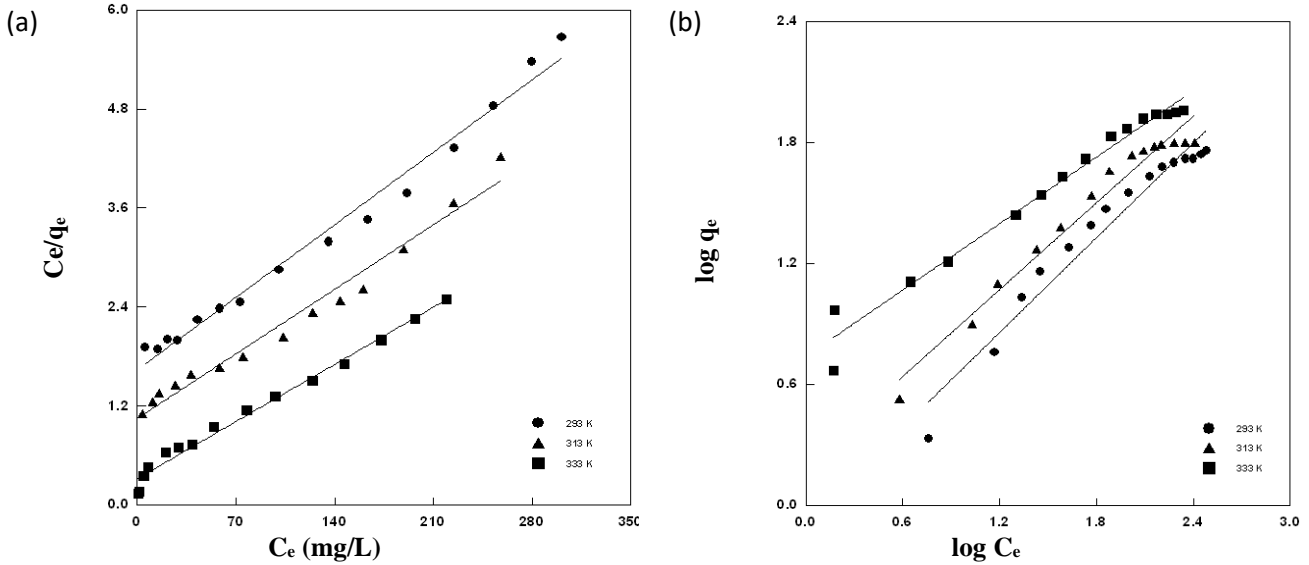 (a)
6.0
4.8
3.6
2.4
1.2
0.0
Ce/qₑ
0 70 140 210 280 350
Cₑ (mg/L)
293 K
313 K
333 K
(b)
2.4
1.8
1.2
0.6
0.0
log qₑ
0.0 0.6 1.2 1.8 2.4 3.0
log Cₑ
293 K
313 K
333 K